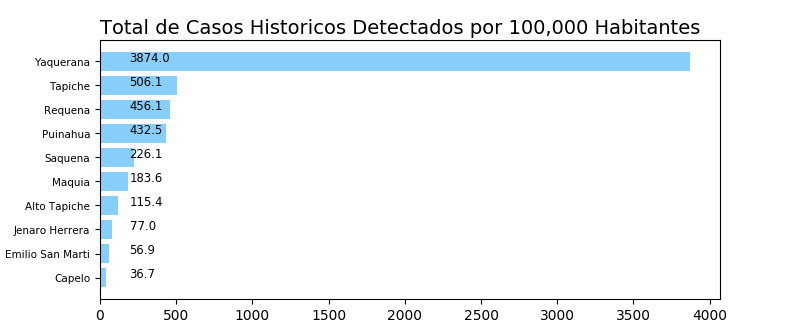 Total de Casos Historicos Detectados por 100,000 Habitantes
Yaquerana 3874.0
Tapiche 506.1
Requena 456.1
Puinahua 432.5
Saquena 226.1
Maquia 183.6
Alto Tapiche 115.4
Jenaro Herrera 77.0
Emilio San Marti 56.9
Capelo 36.7
0 500 1000 1500 2000 2500 3000 3500 4000